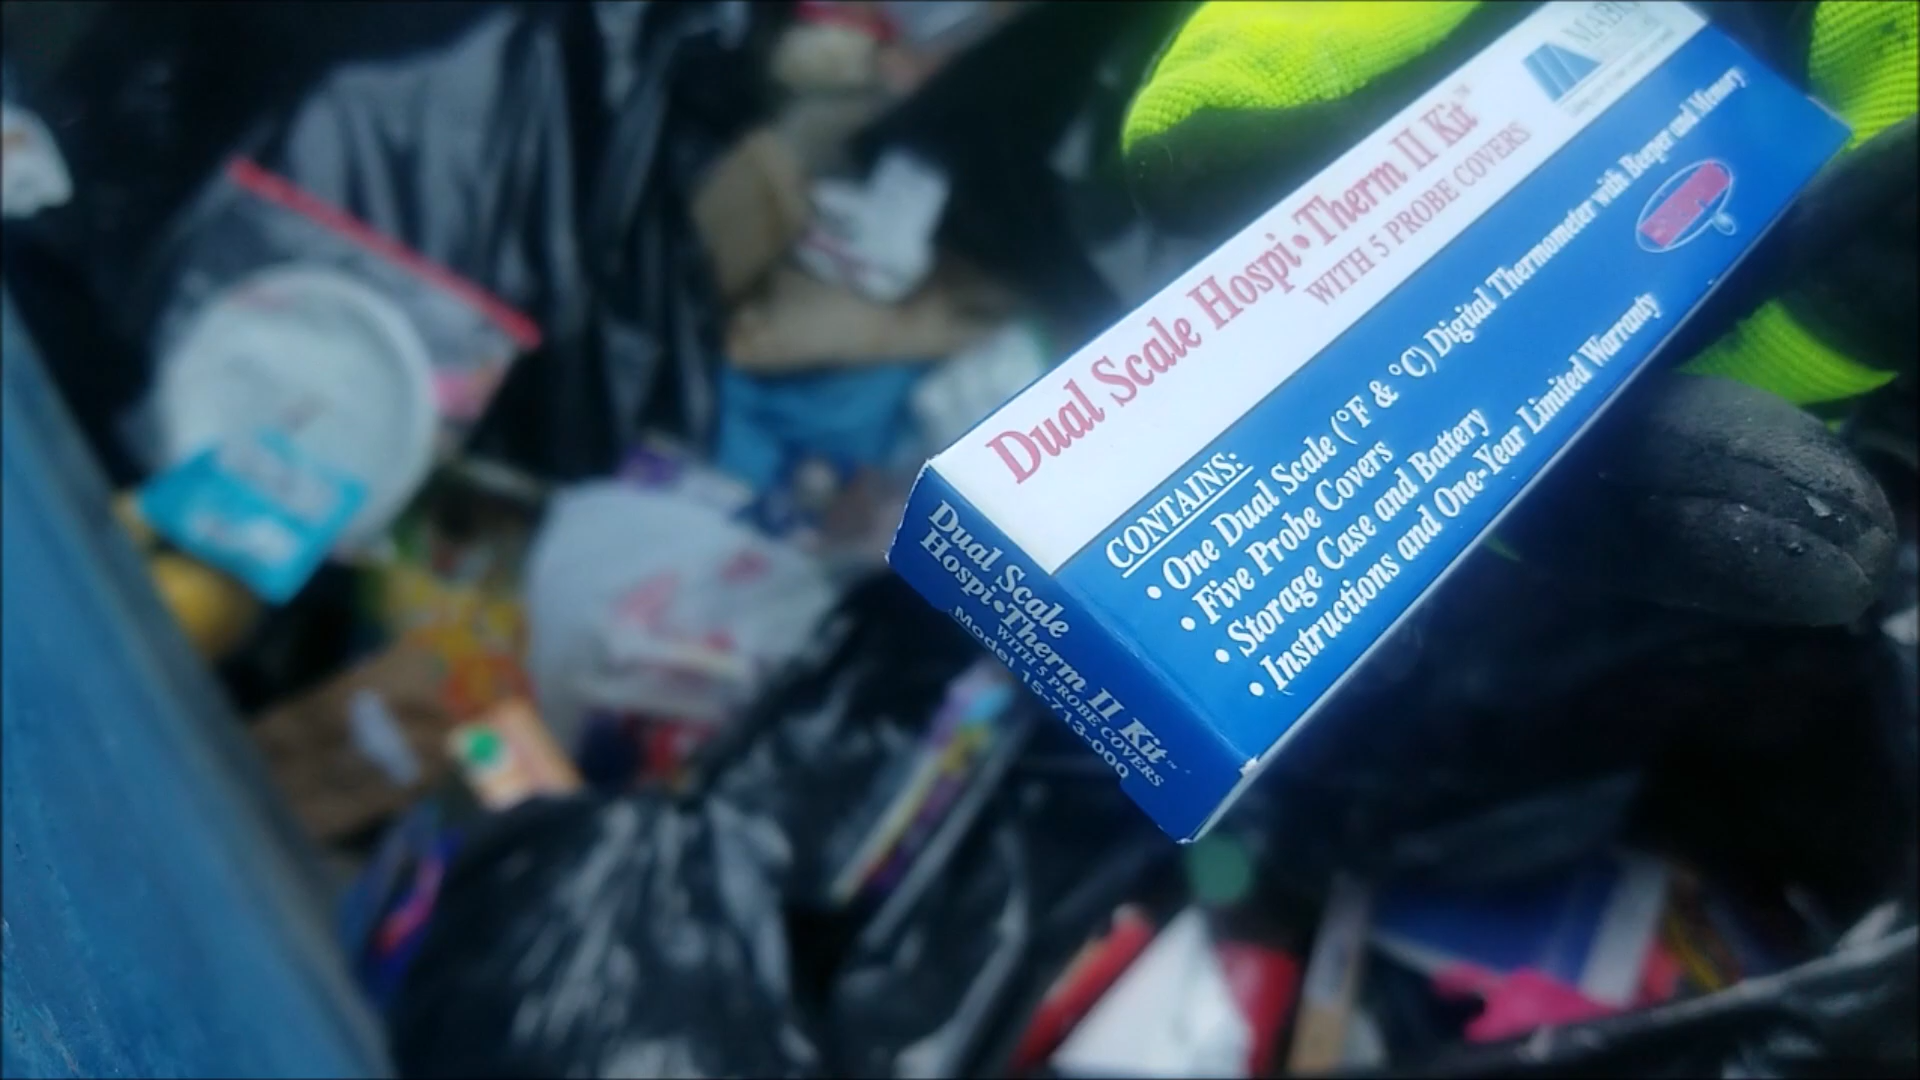 Dual Scale Hospi•Therm II Kit™
WITH 5 PROBE COVERS
CONTAINS:
• One Dual Scale (°F & °C) Digital Thermometer with Beeper and Memory
• Five Probe Covers
• Storage Case and Battery
• Instructions and One-Year Limited Warranty
Dual Scale
Hospi•Therm II Kit™
WITH 5 PROBE COVERS
Model 15-713-000